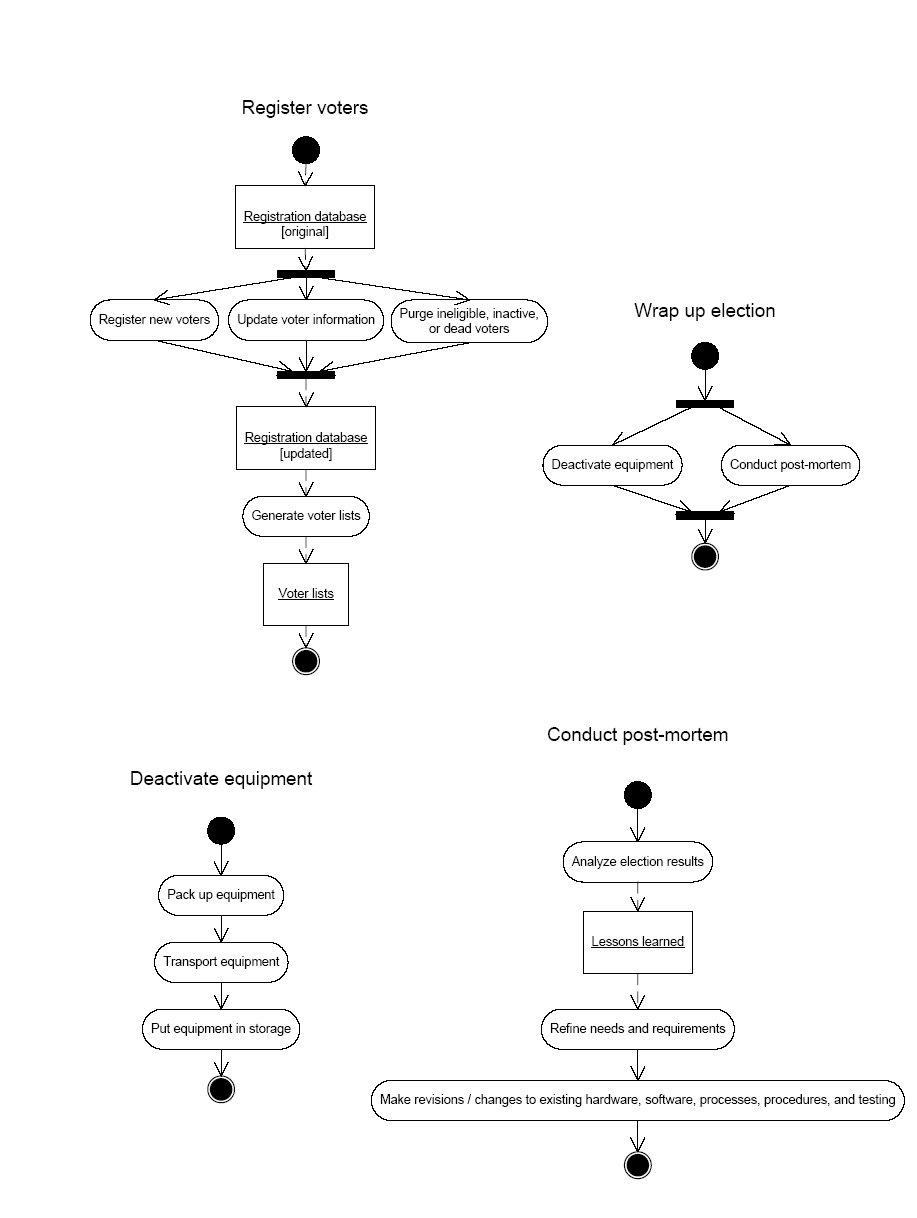 Register voters
Registration database
[original]
Register new voters
Update voter information
Purge ineligible, inactive,
or dead voters
Registration database
[updated]
Generate voter lists
Voter lists
Wrap up election
Deactivate equipment
Conduct post-mortem
Deactivate equipment
Pack up equipment
Transport equipment
Put equipment in storage
Conduct post-mortem
Analyze election results
Lessons learned
Refine needs and requirements
Make revisions / changes to existing hardware, software, processes, procedures, and testing